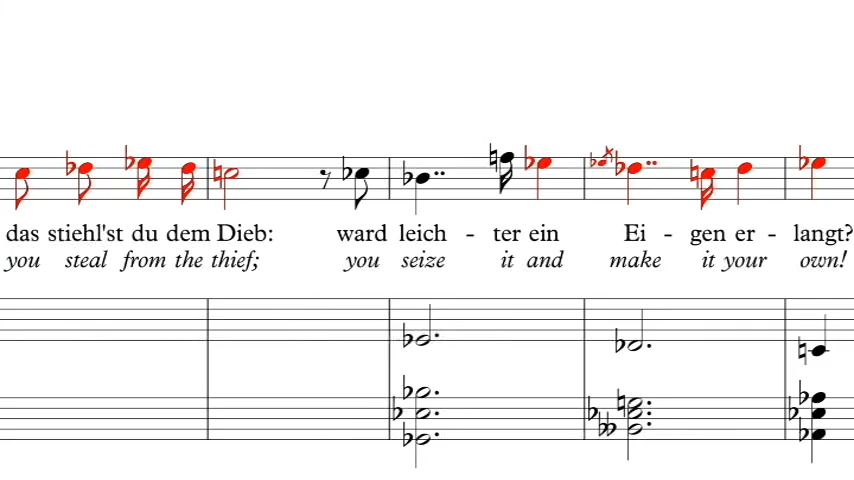 das stiehl'st du dem Dieb: ward leich - ter ein Ei - gen er - langt?
you steal from the thief; you seize it and make it your own!